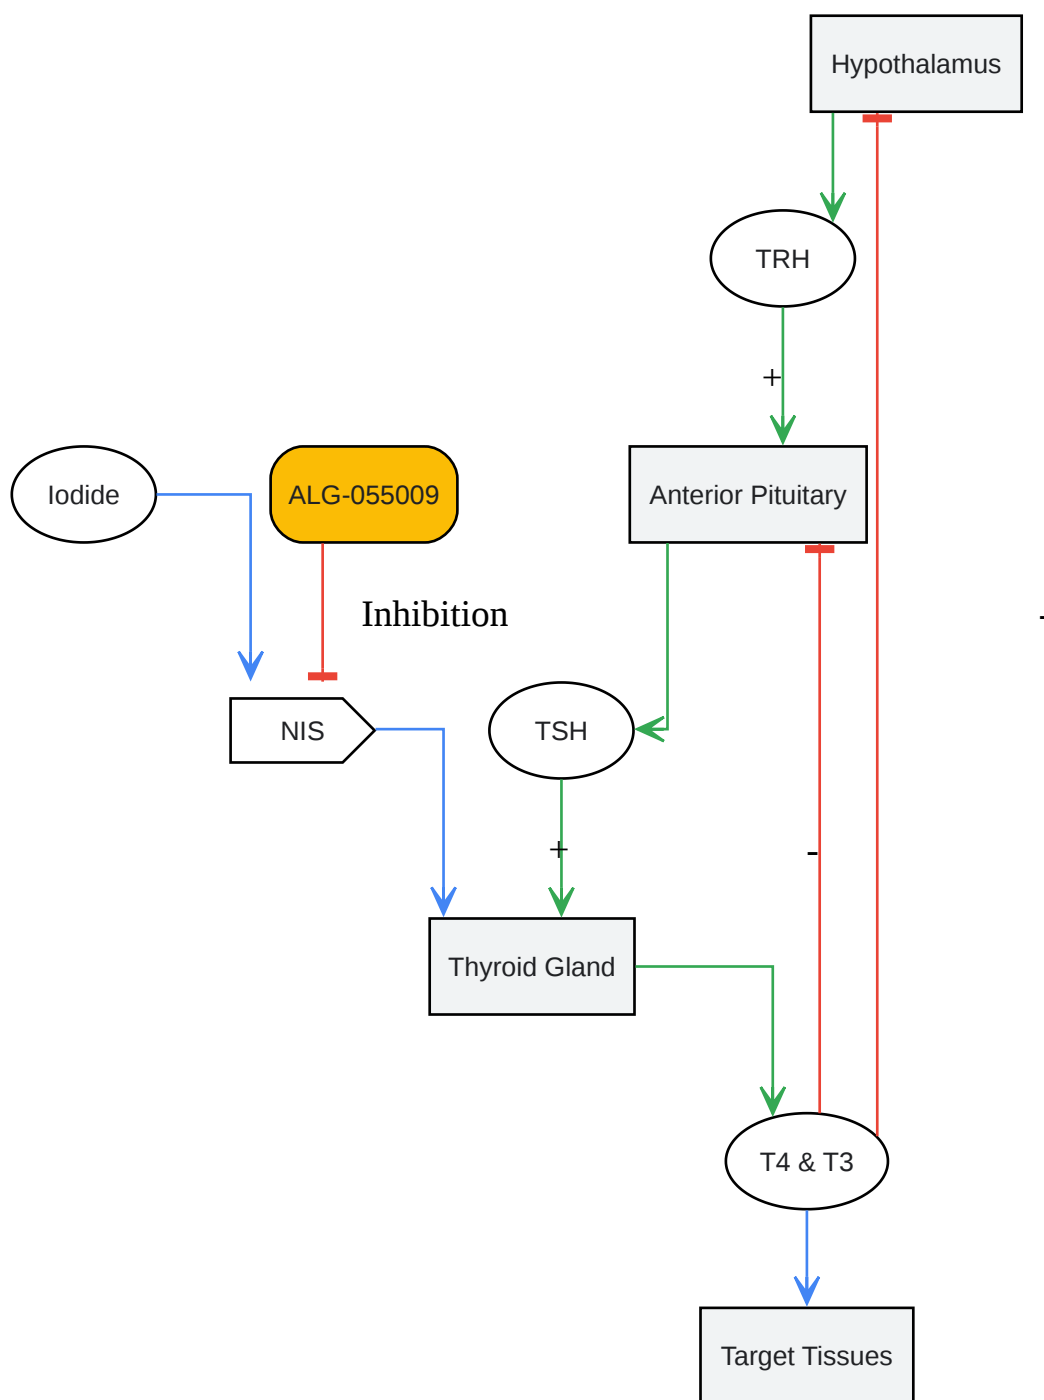 Hypothalamus
TRH
+
Iodide
ALG-055009
Anterior Pituitary
Inhibition
-
NIS
TSH
+
-
Thyroid Gland
T4 & T3
Target Tissues